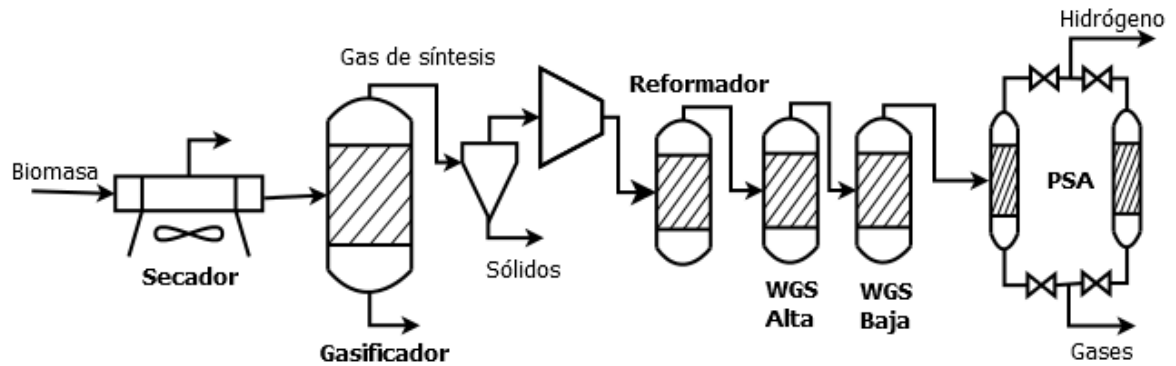 Hidrógeno
Gas de síntesis
Reformador
Biomasa
PSA
Secador
Sólidos
WGS
Alta
WGS
Baja
Gasificador
Gases